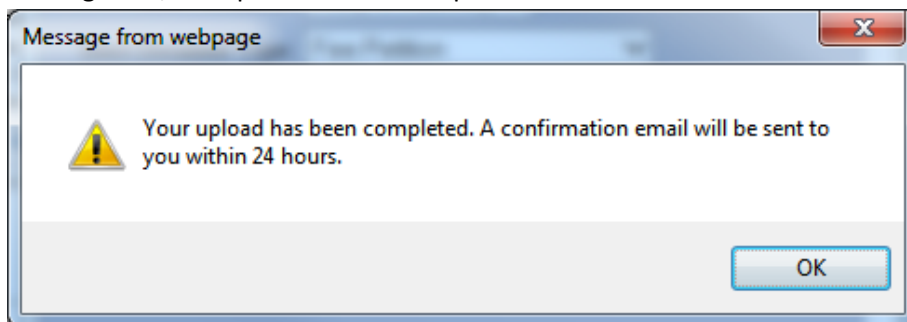 Message from webpage
Your upload has been completed. A confirmation email will be sent to
you within 24 hours.
OK